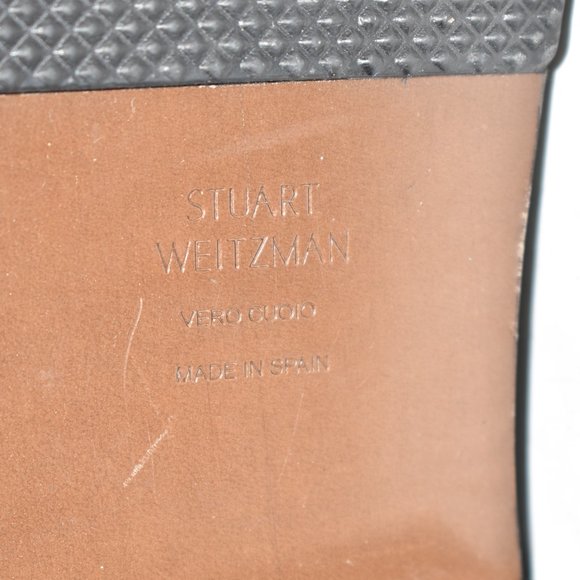 STUART
WEITZMAN
VERO CUOIO
MADE IN SPAIN